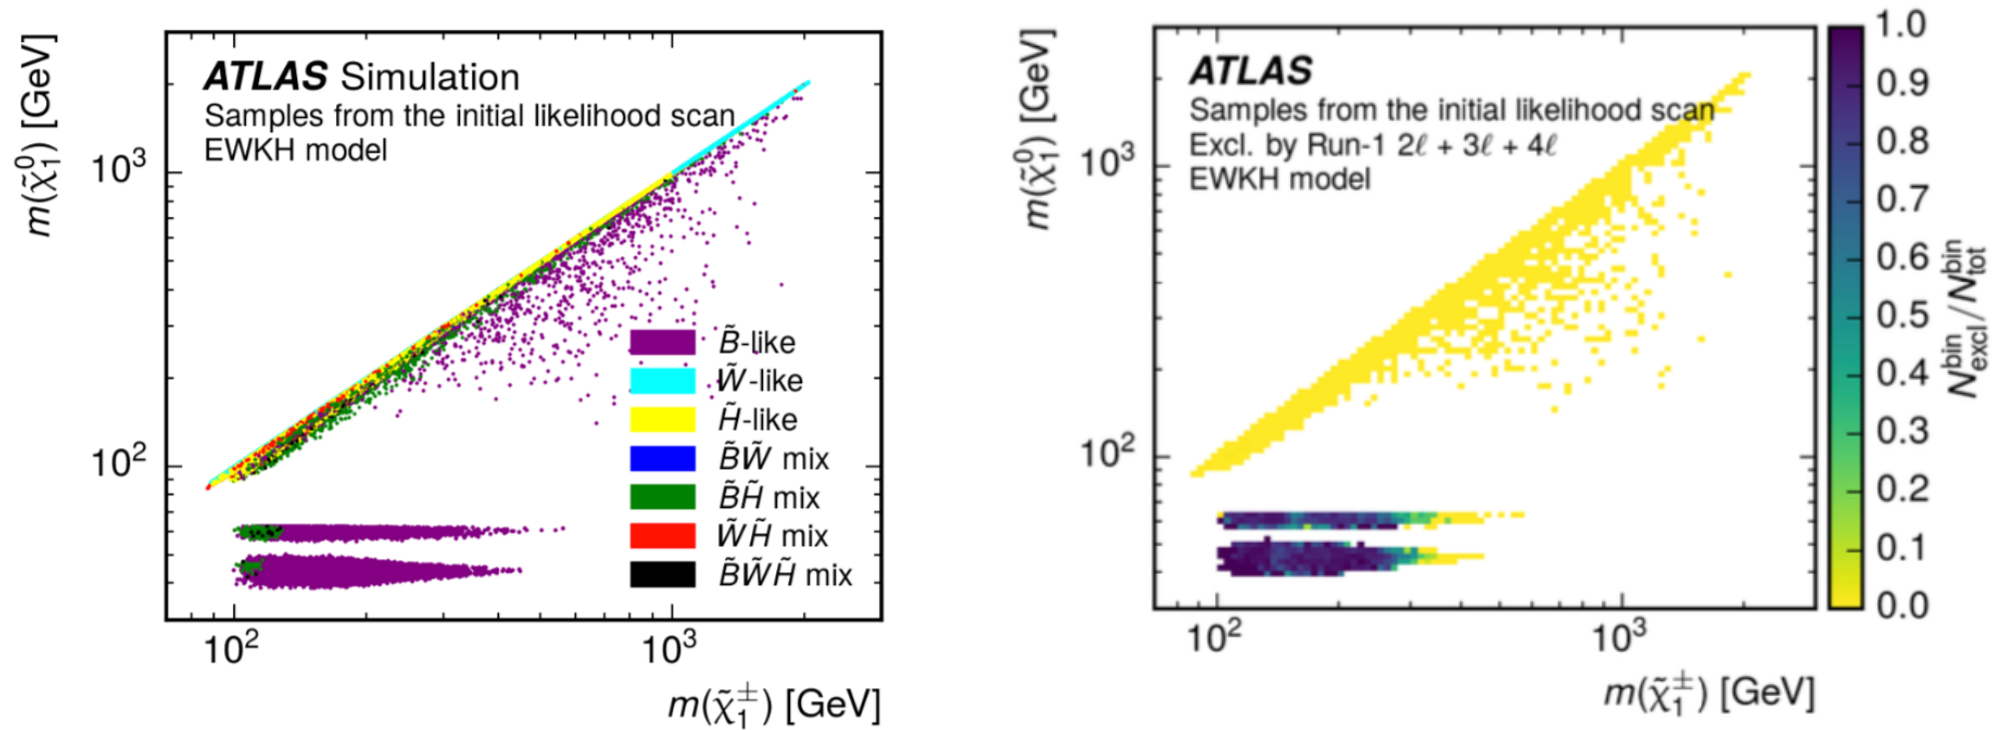 ATLAS Simulation
Samples from the initial likelihood scan
EWKH model
m(χ̃₁⁰) [GeV]
10³
10²
B̃-like
W̃-like
H̃-like
B̃W̃ mix
B̃H̃ mix
W̃H̃ mix
B̃W̃H̃ mix
10² 10³
m(χ̃₁±) [GeV]
ATLAS
Samples from the initial likelihood scan
Excl. by Run-1 2ℓ + 3ℓ + 4ℓ
EWKH model
m(χ̃₁⁰) [GeV]
10³
10²
10² 10³
m(χ̃₁±) [GeV]
1.0
0.9
0.8
0.7
0.6
0.5
0.4
0.3
0.2
0.1
0.0
N_excl^bin / N_tot^bin